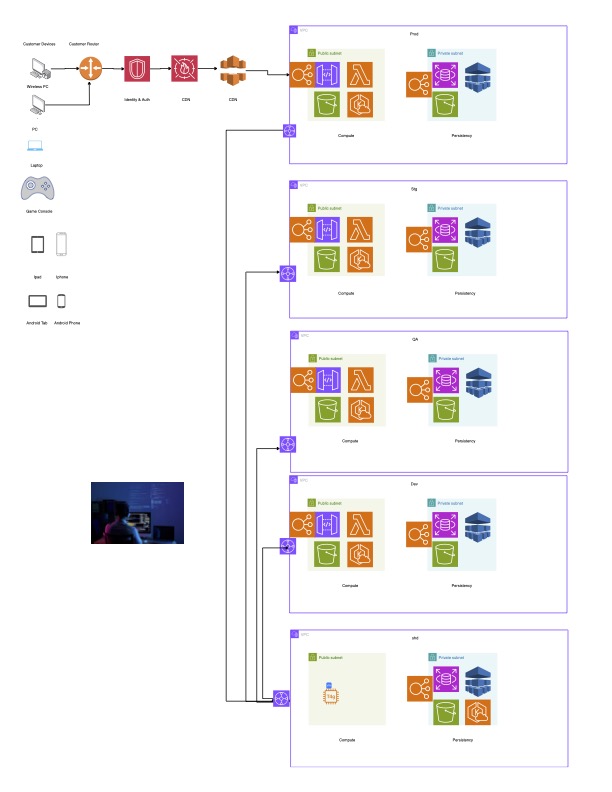 Customer Devices
Customer Router
Wireless PC
Identity & Auth
CDN
CDN
PC
Laptop
Game Console
Ipad
Iphone
Android Tab
Android Phone
VPC
Prod
Public subnet
Private subnet
Compute
Persistency
VPC
Stg
Public subnet
Private subnet
Compute
Persistency
VPC
QA
Public subnet
Private subnet
Compute
Persistency
VPC
Dev
Public subnet
Private subnet
Compute
Persistency
VPC
Public subnet
Private subnet
Compute
Persistency